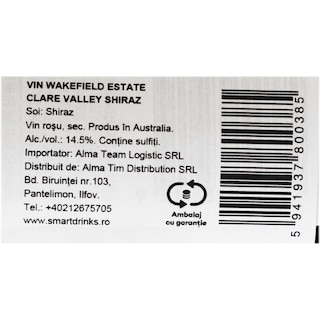 VIN WAKEFIELD ESTATE
CLARE VALLEY SHIRAZ
Soi: Shiraz
Vin roșu, sec. Produs în Australia.
Alc./vol.: 14.5%. Conține sulfiți.
Importator: Alma Team Logistic SRL
Distribuit de: Alma Tim Distribution SRL
Bd. Biruinței nr.103,
Pantelimon, Ilfov.
Tel.: +40212675705
www.smartdrinks.ro
Ambalaj
cu garanție
5 941937 800385